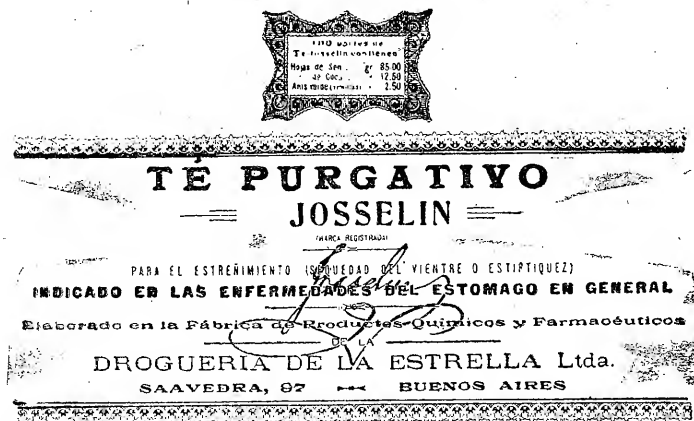 100 partes de
Te Josselin contienen
Hojas de Sen . gr 85.00
" de Coca . " 12.50
Anis verde (semillas) " 2.50
TÉ PURGATIVO
JOSSELIN
(MARCA REGISTRADA)
PARA EL ESTREÑIMIENTO (SEQUEDAD DEL VIENTRE O ESTIPTIQUEZ)
INDICADO EN LAS ENFERMEDADES DEL ESTOMAGO EN GENERAL
Josselin
Elaborado en la Fábrica de Productos Químicos y Farmacéuticos
DE LA
DROGUERIA DE LA ESTRELLA Ltda.
SAAVEDRA, 97 BUENOS AIRES